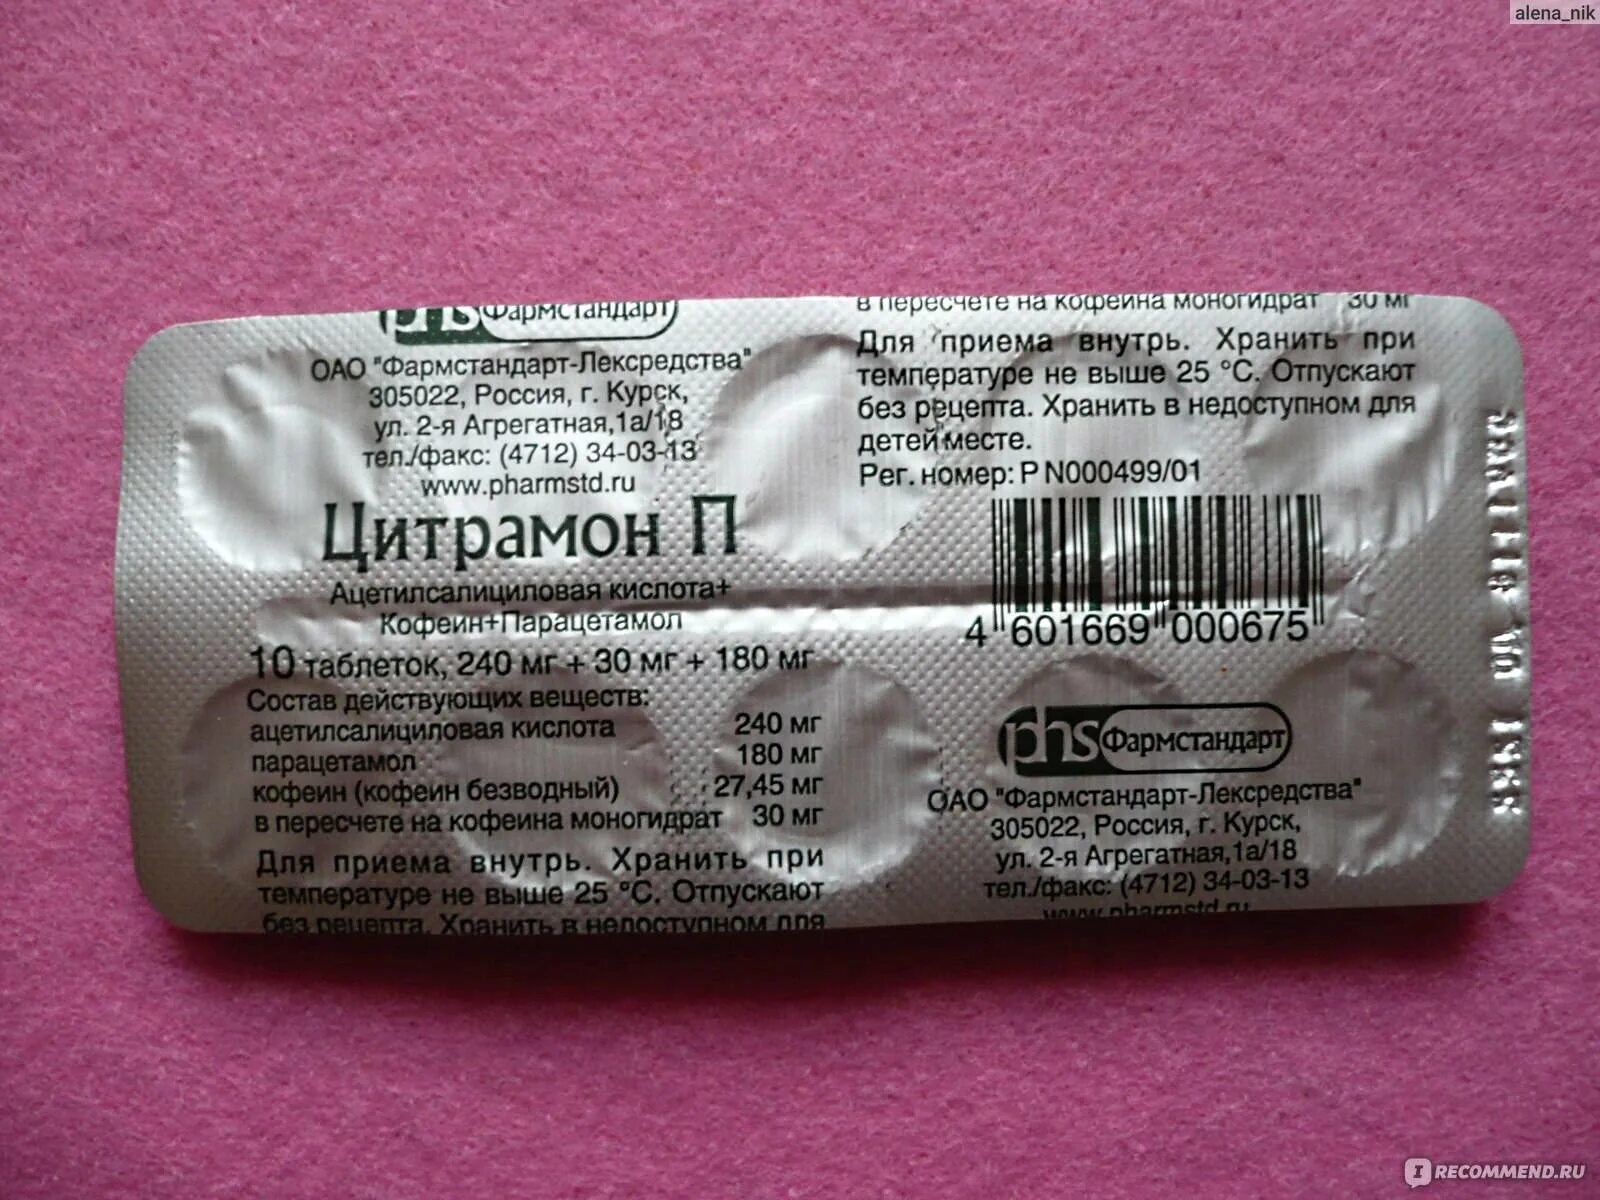 alena_nik
phs Фармстандарт
ОАО "Фармстандарт-Лексредства"
305022, Россия, г. Курск,
ул. 2-я Агрегатная,1а/18
тел./факс: (4712) 34-03-13
www.pharmstd.ru
Цитрамон П
Ацетилсалициловая кислота+
Кофеин+Парацетамол
10 таблеток, 240 мг + 30 мг + 180 мг
Состав действующих веществ:
ацетилсалициловая кислота 240 мг
парацетамол 180 мг
кофеин (кофеин безводный) 27,45 мг
в пересчете на кофеина моногидрат 30 мг
Для приема внутрь. Хранить при
температуре не выше 25 °С. Отпускают
без рецепта. Хранить в недоступном для
в пересчете на кофеина моногидрат 30 мг
Для приема внутрь. Хранить при
температуре не выше 25 °С. Отпускают
без рецепта. Хранить в недоступном для
детей месте.
Рег. номер: Р N000499/01
4 601669 000675
phs Фармстандарт
ОАО "Фармстандарт-Лексредства"
305022, Россия, г. Курск,
ул. 2-я Агрегатная,1а/18
тел./факс: (4712) 34-03-13
www.pharmstd.ru
IRECOMMEND.RU